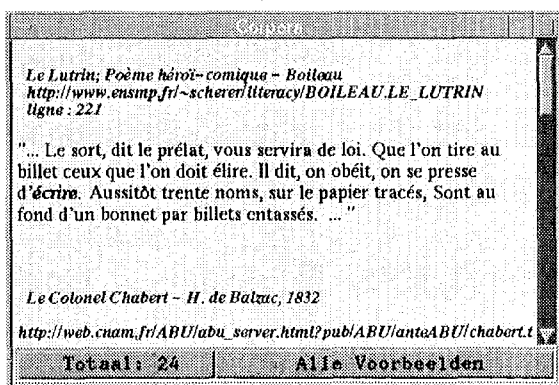 Corpora
Le Lutrin; Poème héroï-comique - Boileau
http://www.ensmp.fr/~scherer/literacy/BOILEAU.LE_LUTRIN
ligne : 221
"... Le sort, dit le prélat, vous servira de loi. Que l'on tire au
billet ceux que l'on doit élire. Il dit, on obéit, on se presse
d'écrire. Aussitôt trente noms, sur le papier tracés, Sont au
fond d'un bonnet par billets entassés. ... "
Le Colonel Chabert - H. de Balzac, 1832
http://web.cnam.fr/ABU/abu_server.html?pub/ABU/anteABU/chabert.t
Totaal: 24 Alle Voorbeelden